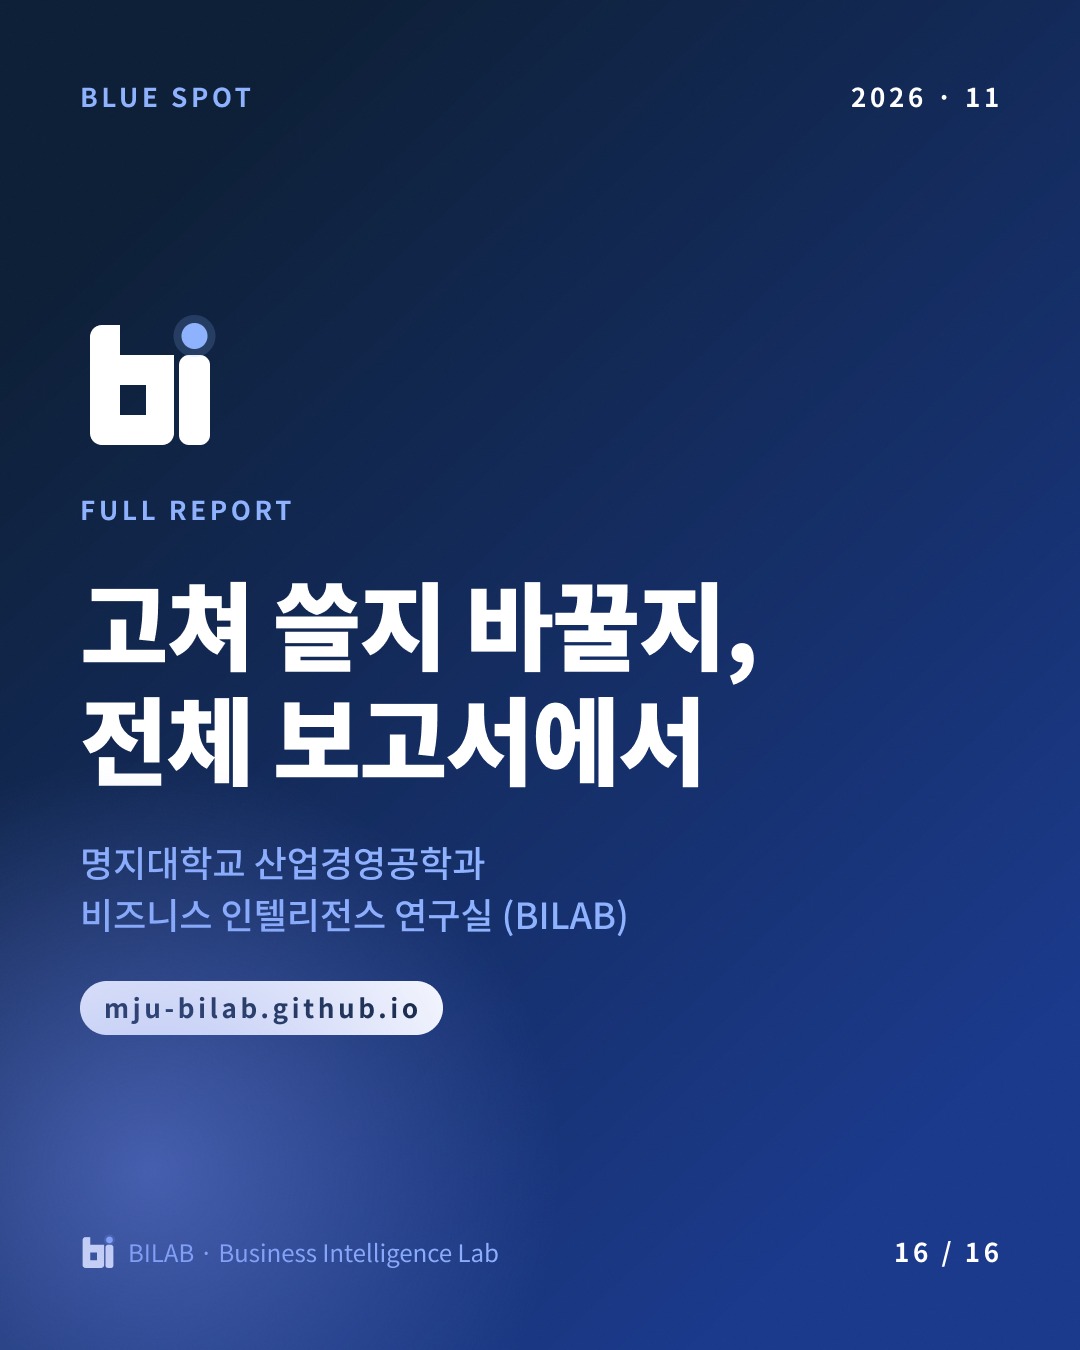 BLUE SPOT
2026 · 11
bi
FULL REPORT
고쳐 쓸지 바꿀지,
전체 보고서에서
명지대학교 산업경영공학과
비즈니스 인텔리전스 연구실 (BILAB)
mju-bilab.github.io
bi BILAB · Business Intelligence Lab
16 / 16